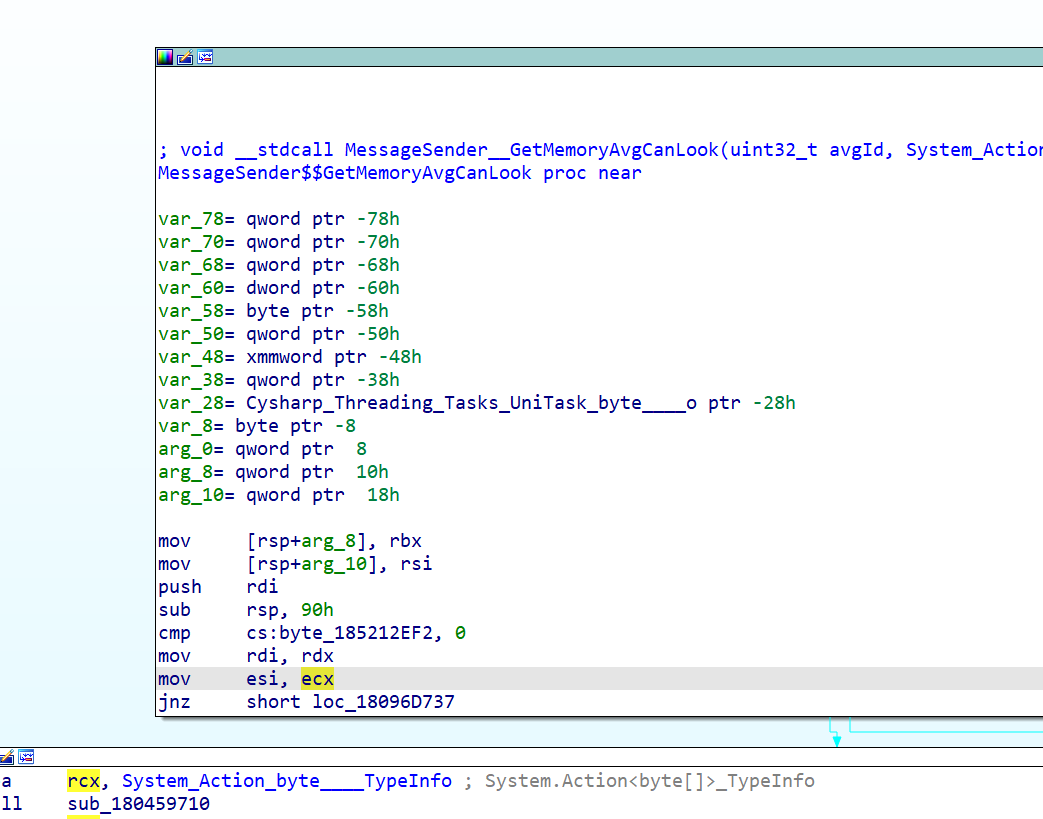 ; void __stdcall MessageSender__GetMemoryAvgCanLook(uint32_t avgId, System_Action
MessageSender$$GetMemoryAvgCanLook proc near
var_78= qword ptr -78h
var_70= qword ptr -70h
var_68= qword ptr -68h
var_60= dword ptr -60h
var_58= byte ptr -58h
var_50= qword ptr -50h
var_48= xmmword ptr -48h
var_38= qword ptr -38h
var_28= Cysharp_Threading_Tasks_UniTask_byte____o ptr -28h
var_8= byte ptr -8
arg_0= qword ptr  8
arg_8= qword ptr  10h
arg_10= qword ptr  18h
mov     [rsp+arg_8], rbx
mov     [rsp+arg_10], rsi
push    rdi
sub     rsp, 90h
cmp     cs:byte_185212EF2, 0
mov     rdi, rdx
mov     esi, ecx
jnz     short loc_18096D737
a     rcx, System_Action_byte____TypeInfo ; System.Action<byte[]>_TypeInfo
ll    sub_180459710